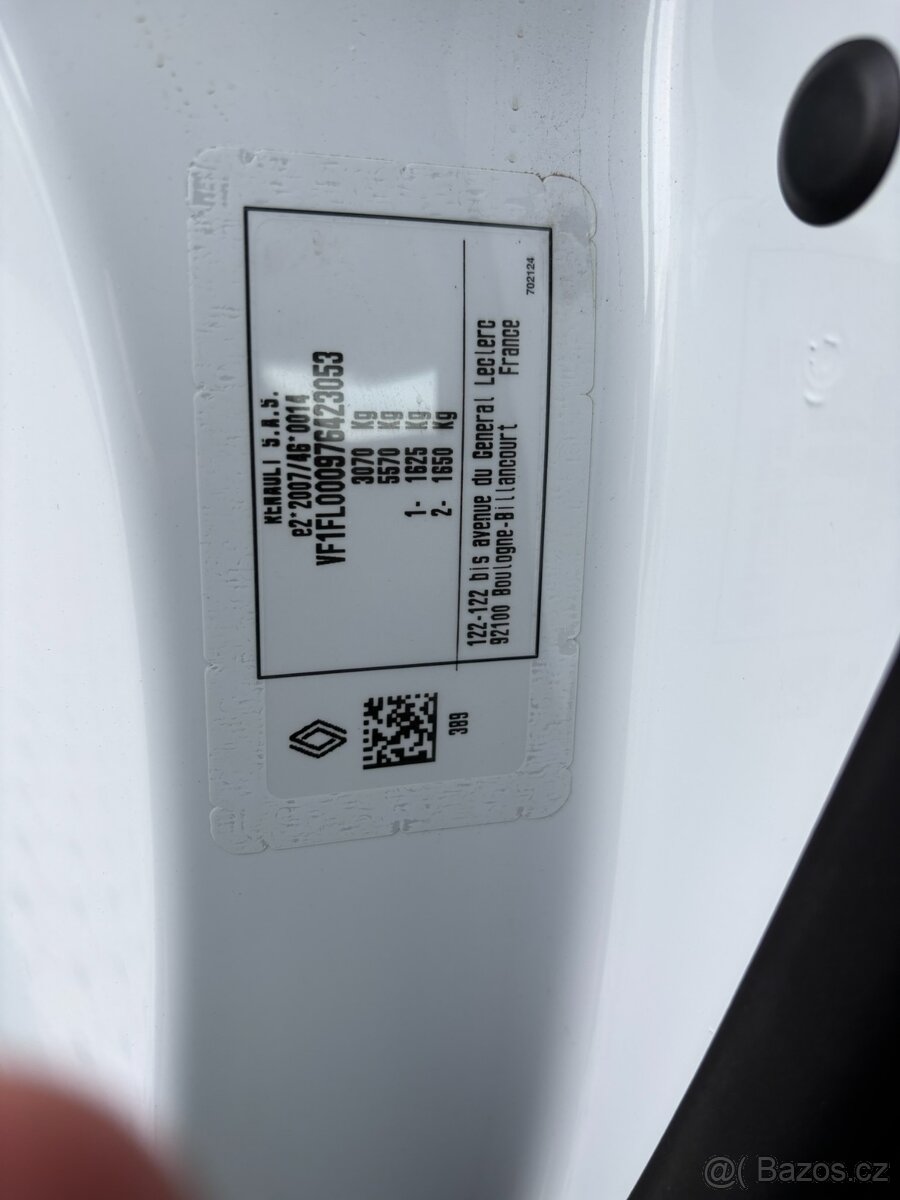 RENAULT S.A.S.
e2*2007/46*0014
VF1FL000976423053
3070 Kg
5570 Kg
1- 1625 Kg
2- 1650 Kg
122-122 bis avenue du General Leclerc
92100 Boulogne-Billancourt France
702124
389
@( Bazos.cz